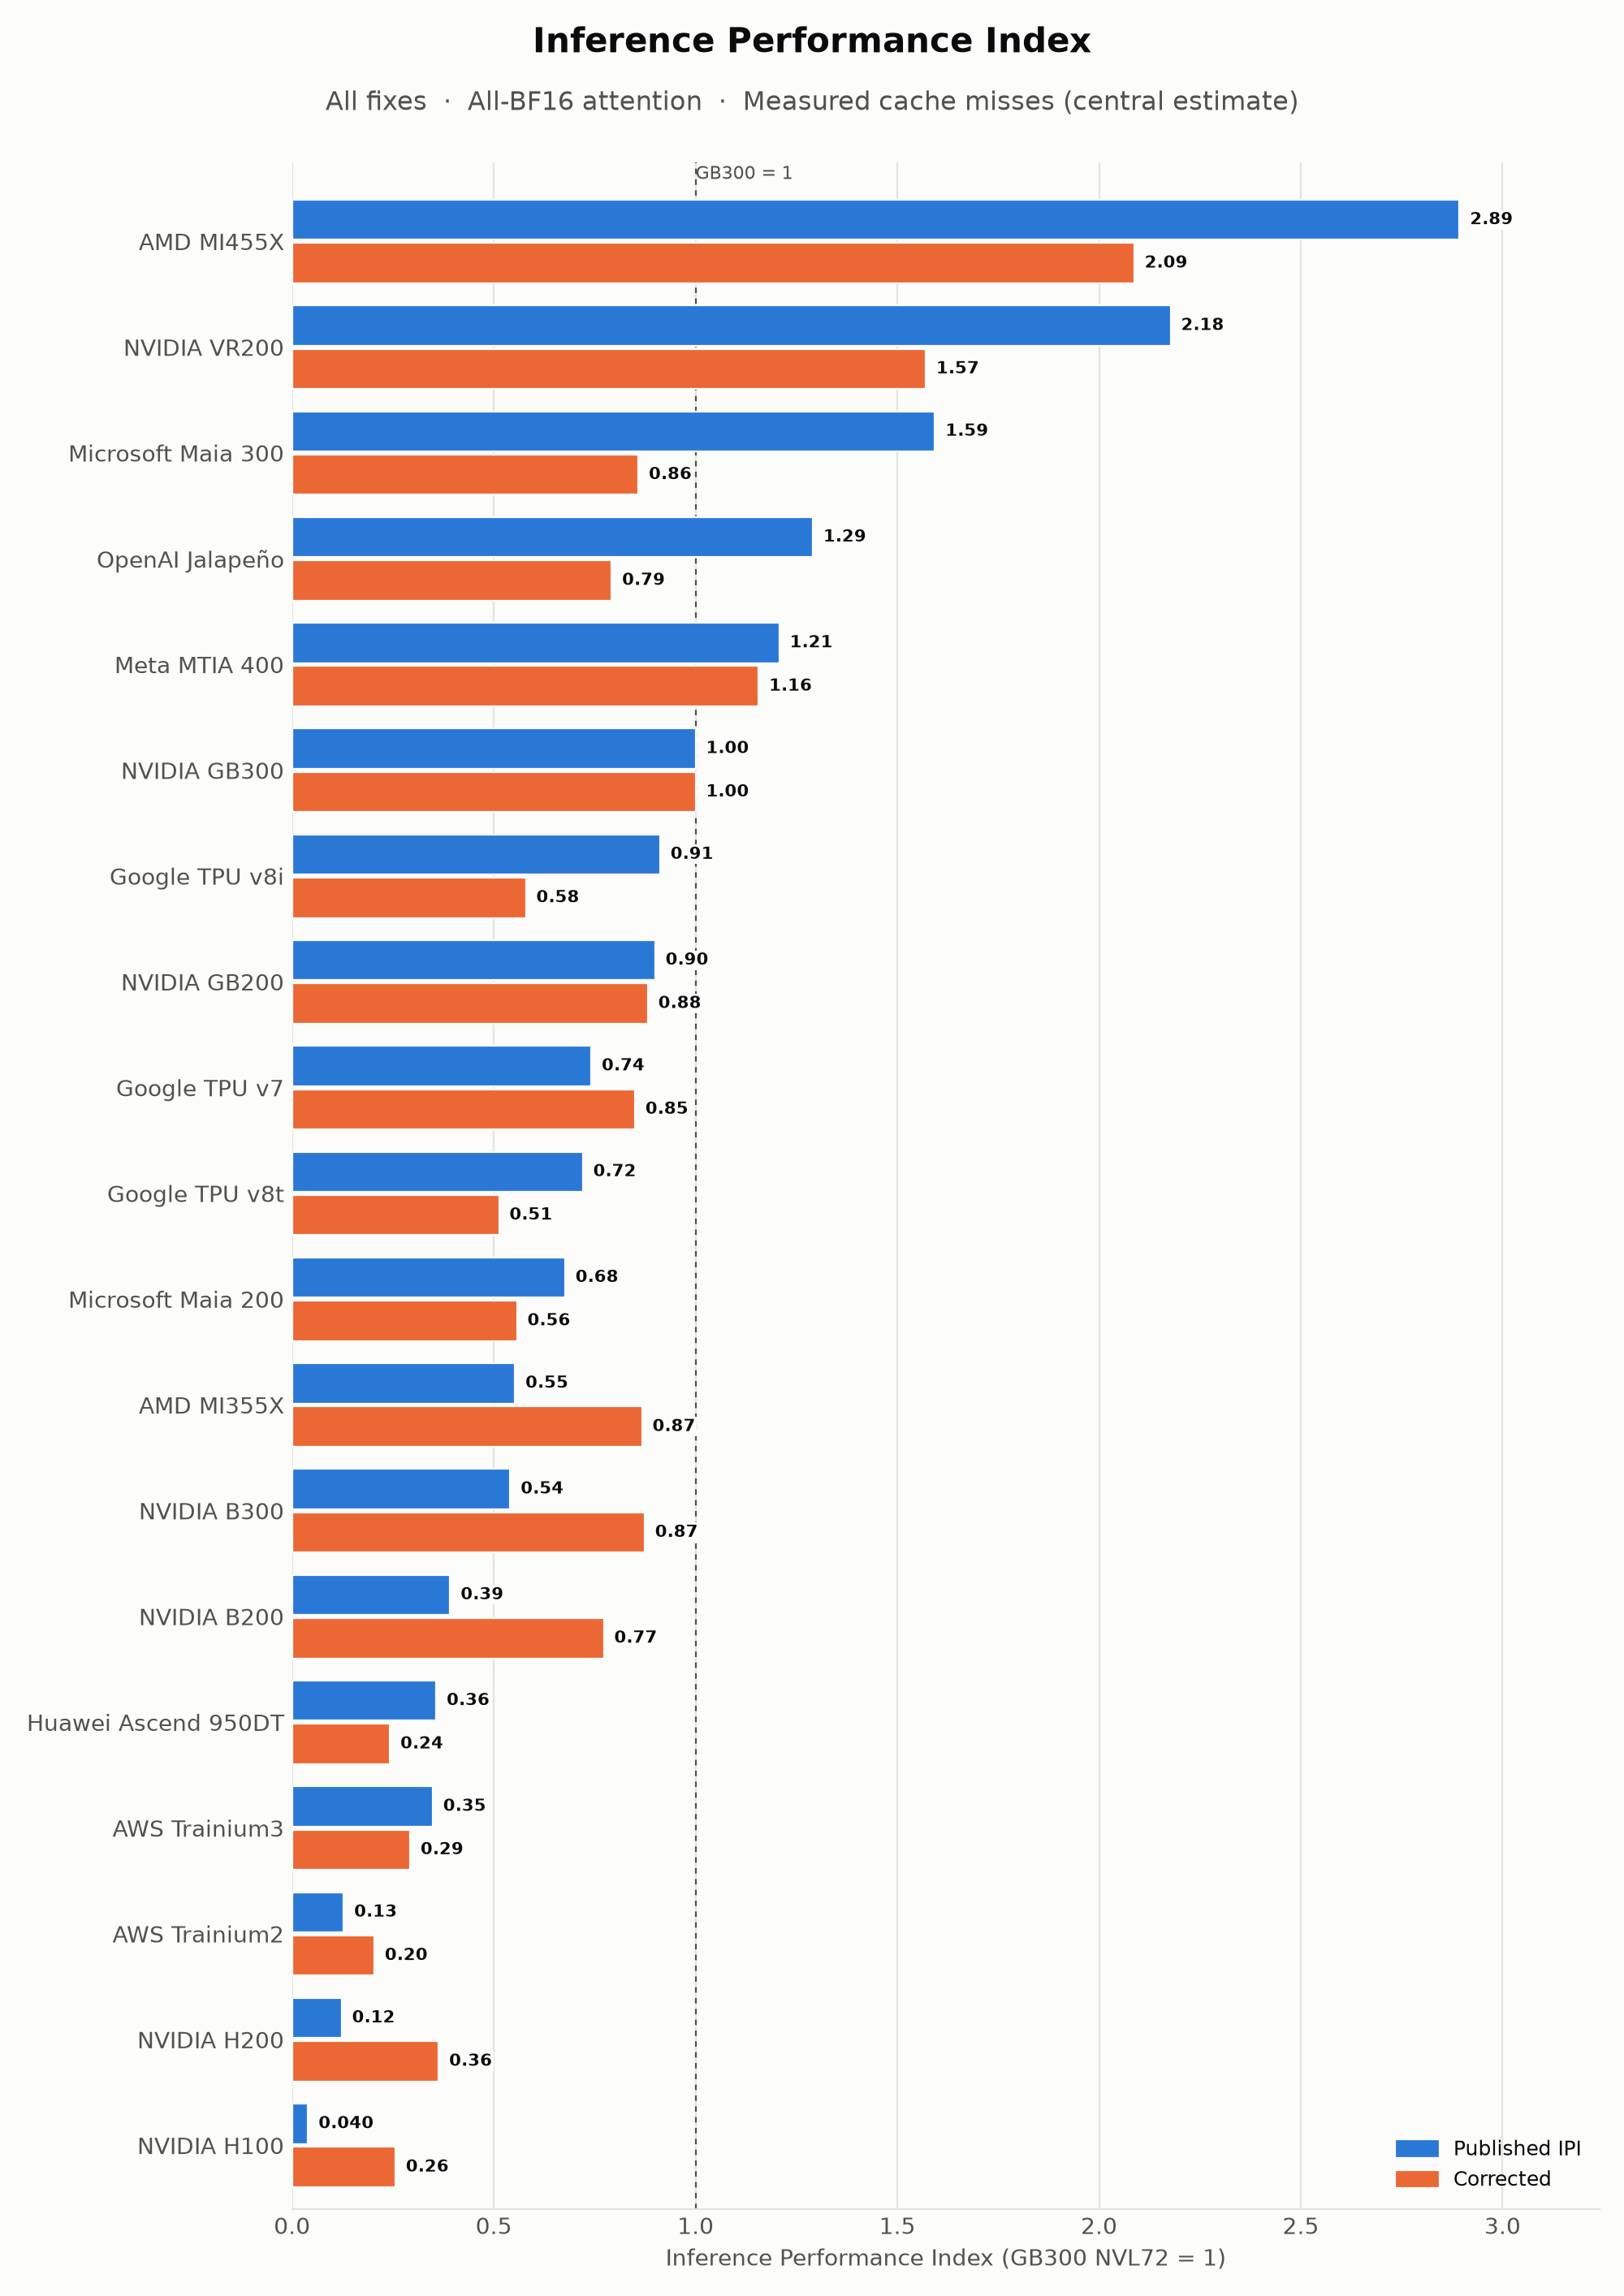 Inference Performance Index
All fixes · All-BF16 attention · Measured cache misses (central estimate)
GB300 = 1
AMD MI455X
2.89
2.09
NVIDIA VR200
2.18
1.57
Microsoft Maia 300
1.59
0.86
OpenAI Jalapeño
1.29
0.79
Meta MTIA 400
1.21
1.16
NVIDIA GB300
1.00
1.00
Google TPU v8i
0.91
0.58
NVIDIA GB200
0.90
0.88
Google TPU v7
0.74
0.85
Google TPU v8t
0.72
0.51
Microsoft Maia 200
0.68
0.56
AMD MI355X
0.55
0.87
NVIDIA B300
0.54
0.87
NVIDIA B200
0.39
0.77
Huawei Ascend 950DT
0.36
0.24
AWS Trainium3
0.35
0.29
AWS Trainium2
0.13
0.20
NVIDIA H200
0.12
0.36
NVIDIA H100
0.040
0.26
Published IPI
Corrected
0.0 0.5 1.0 1.5 2.0 2.5 3.0
Inference Performance Index (GB300 NVL72 = 1)